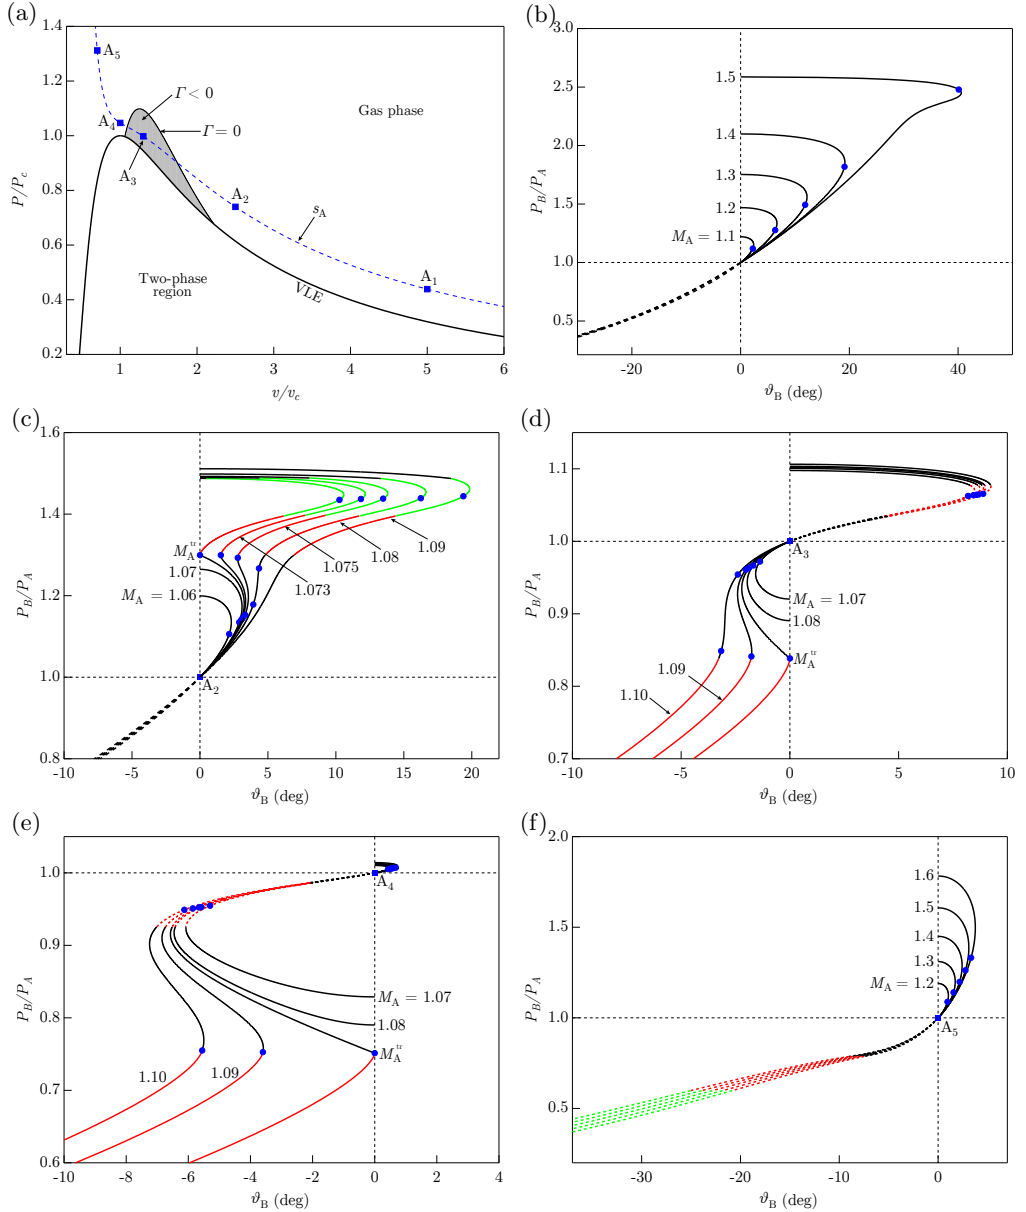 (a)
1.4
1.2
1.0
0.8
0.6
0.4
0.2
P/P_c
1
2
3
4
5
6
v/v_c
A_5
Γ < 0
A_4
Γ = 0
A_3
Gas phase
A_2
s_A
A_1
VLE
Two-phase
region
(b)
3.0
2.5
2.0
1.5
1.0
0.5
P_B/P_A
-20
0
20
40
ϑ_B (deg)
1.5
1.4
1.3
1.2
M_A = 1.1
(c)
1.6
1.4
1.2
1.0
0.8
P_B/P_A
-10
-5
0
5
10
15
20
ϑ_B (deg)
M_A^tr
1.07
M_A = 1.06
1.09
1.08
1.075
1.073
A_2
(d)
1.1
1.0
0.9
0.8
0.7
P_B/P_A
-10
-5
0
5
10
ϑ_B (deg)
A_3
M_A = 1.07
1.08
M_A^tr
1.09
1.10
(e)
1.0
0.9
0.8
0.7
0.6
P_B/P_A
-10
-8
-6
-4
-2
0
2
4
ϑ_B (deg)
A_4
M_A = 1.07
1.08
M_A^tr
1.09
1.10
(f)
2.0
1.5
1.0
0.5
P_B/P_A
-30
-20
-10
0
ϑ_B (deg)
1.6
1.5
1.4
1.3
M_A = 1.2
A_5